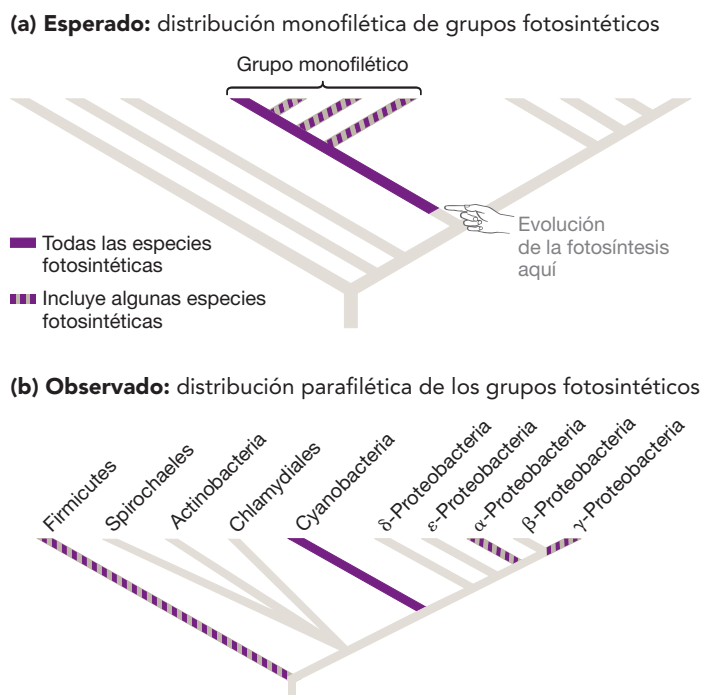 (a) Esperado: distribución monofilética de grupos fotosintéticos
Grupo monofilético
Evolución
de la fotosíntesis
aquí
Todas las especies
fotosintéticas
Incluye algunas especies
fotosintéticas
(b) Observado: distribución parafilética de los grupos fotosintéticos
Firmicutes
Spirochaeles
Actinobacteria
Chlamydiales
Cyanobacteria
δ-Proteobacteria
ε-Proteobacteria
α-Proteobacteria
β-Proteobacteria
γ-Proteobacteria